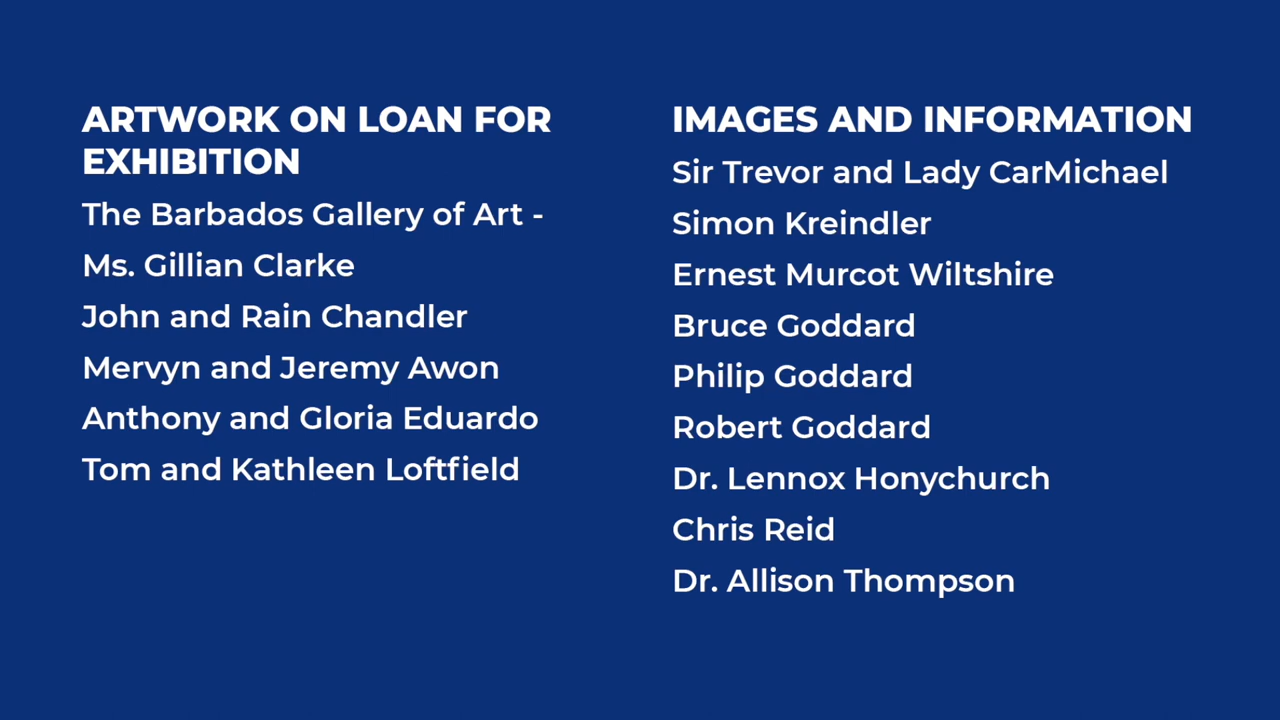 ARTWORK ON LOAN FOR
EXHIBITION
The Barbados Gallery of Art -
Ms. Gillian Clarke
John and Rain Chandler
Mervyn and Jeremy Awon
Anthony and Gloria Eduardo
Tom and Kathleen Loftfield
IMAGES AND INFORMATION
Sir Trevor and Lady CarMichael
Simon Kreindler
Ernest Murcot Wiltshire
Bruce Goddard
Philip Goddard
Robert Goddard
Dr. Lennox Honychurch
Chris Reid
Dr. Allison Thompson